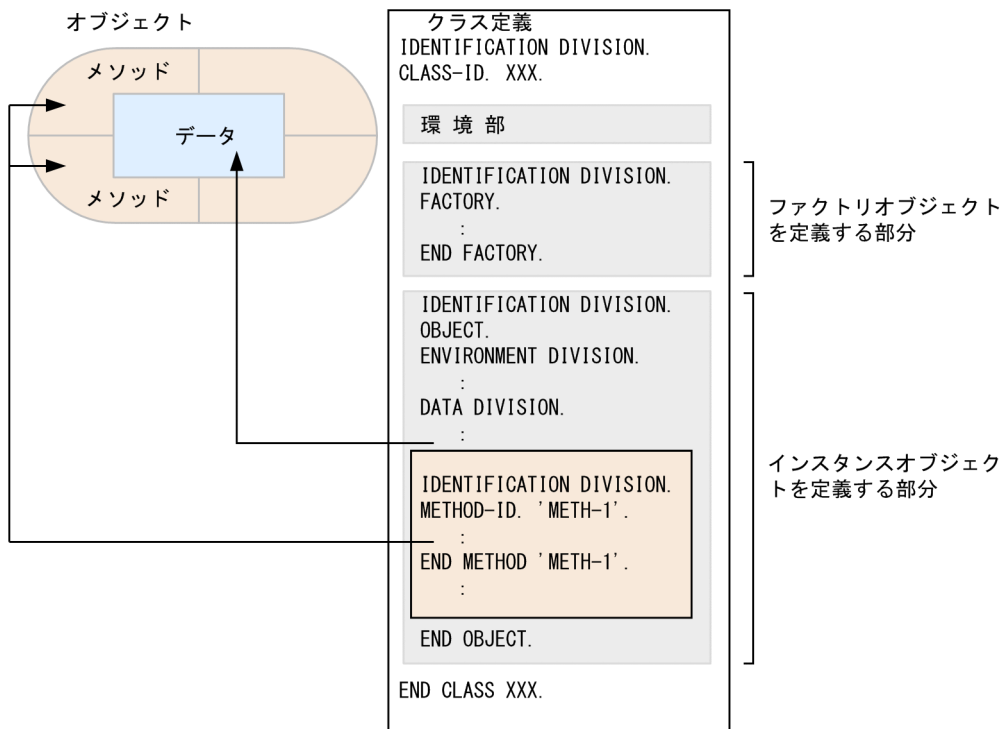 オブジェクト
メソッド
データ
メソッド
クラス定義
IDENTIFICATION DIVISION.
CLASS-ID. XXX.
環 境 部
IDENTIFICATION DIVISION.
FACTORY.
:
END FACTORY.
IDENTIFICATION DIVISION.
OBJECT.
ENVIRONMENT DIVISION.
:
DATA DIVISION.
:
IDENTIFICATION DIVISION.
METHOD-ID. 'METH-1'.
:
END METHOD 'METH-1'.
:
END OBJECT.
END CLASS XXX.
ファクトリオブジェクト
を定義する部分
インスタンスオブジェク
トを定義する部分